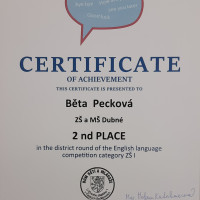 CERTIFICATE
OF ACHIEVEMENT
THIS CERTIFICATE IS PRESENTED TO
Běta Pecková
ZŠ a MŠ Dubné
2 nd PLACE
in the district round of the English language
competition category ZŠ I